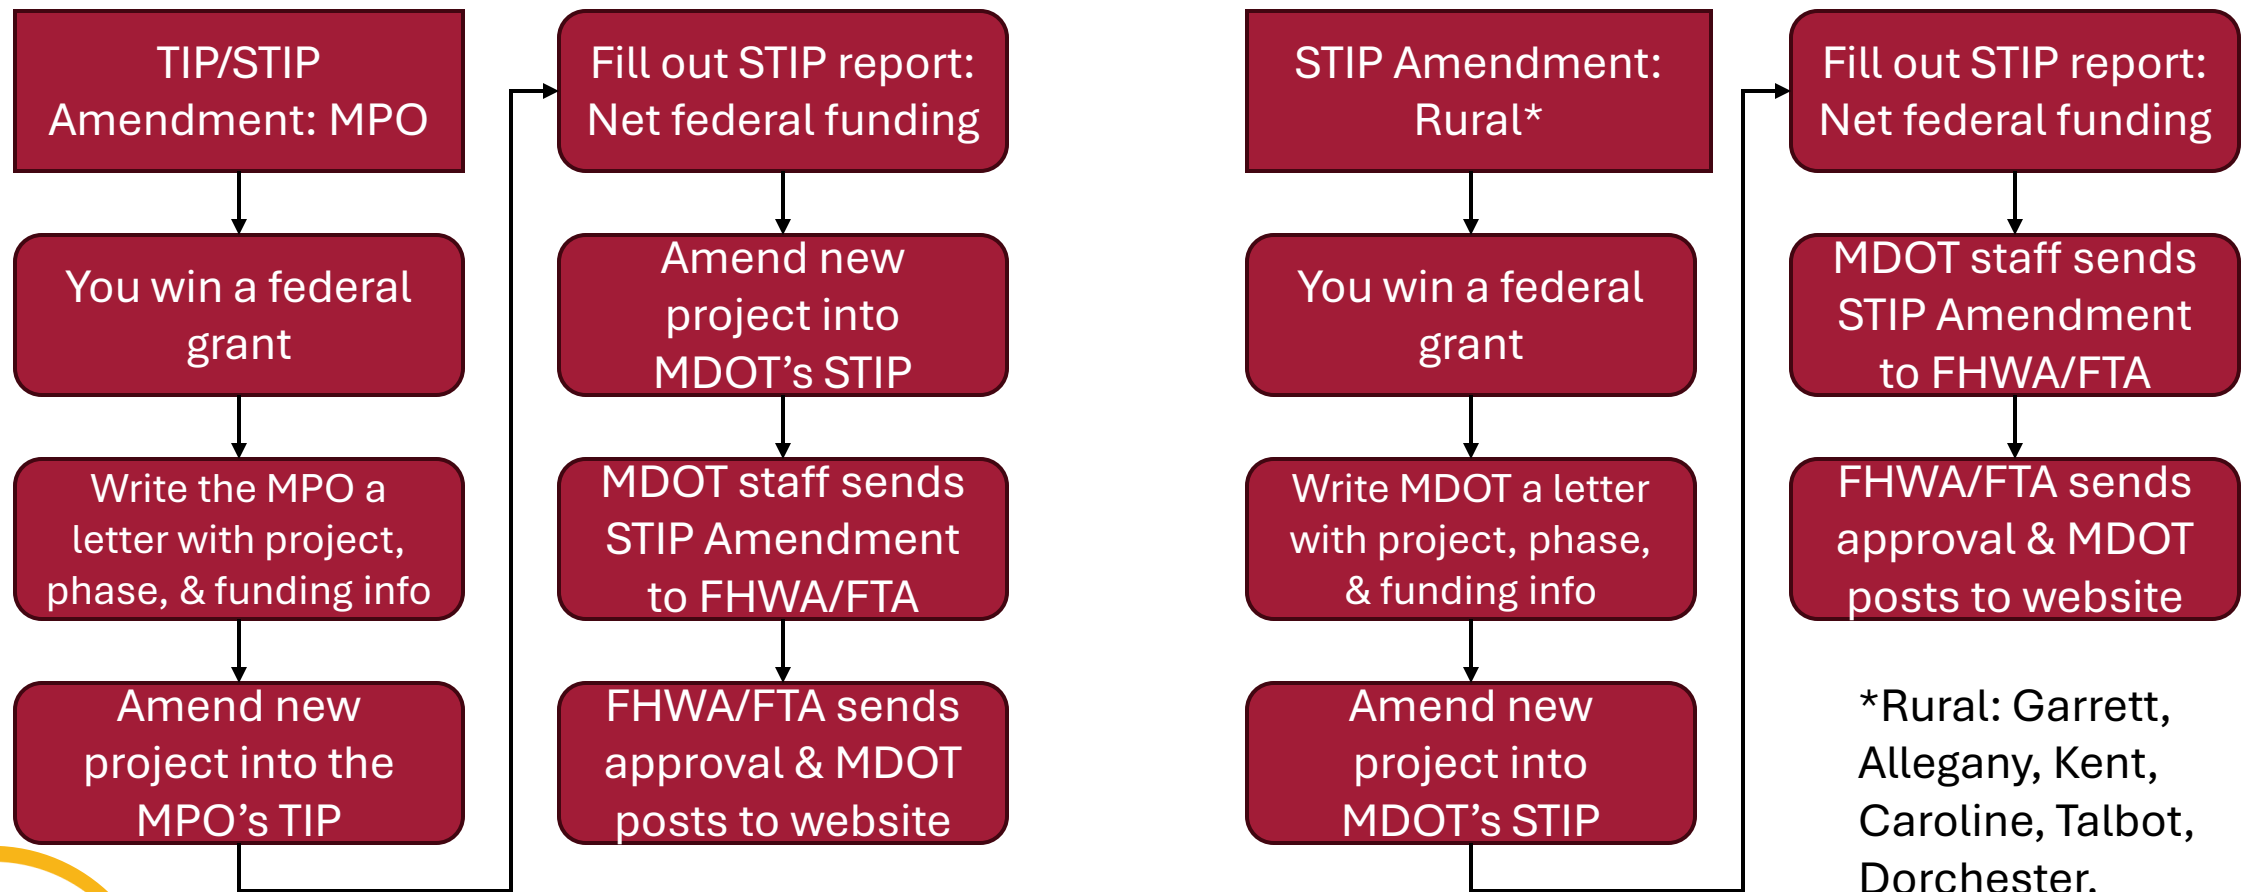 TIP/STIP
Amendment: MPO
You win a federal
grant
Write the MPO a
letter with project,
phase, & funding info
Amend new
project into the
MPO's TIP
Fill out STIP report:
Net federal funding
Amend new
project into
MDOT's STIP
MDOT staff sends
STIP Amendment
to FHWA/FTA
FHWA/FTA sends
approval & MDOT
posts to website
STIP Amendment:
Rural*
You win a federal
grant
Write MDOT a letter
with project, phase,
& funding info
Amend new
project into
MDOT's STIP
Fill out STIP report:
Net federal funding
MDOT staff sends
STIP Amendment
to FHWA/FTA
FHWA/FTA sends
approval & MDOT
posts to website
*Rural: Garrett,
Allegany, Kent,
Caroline, Talbot,
Dorchester,